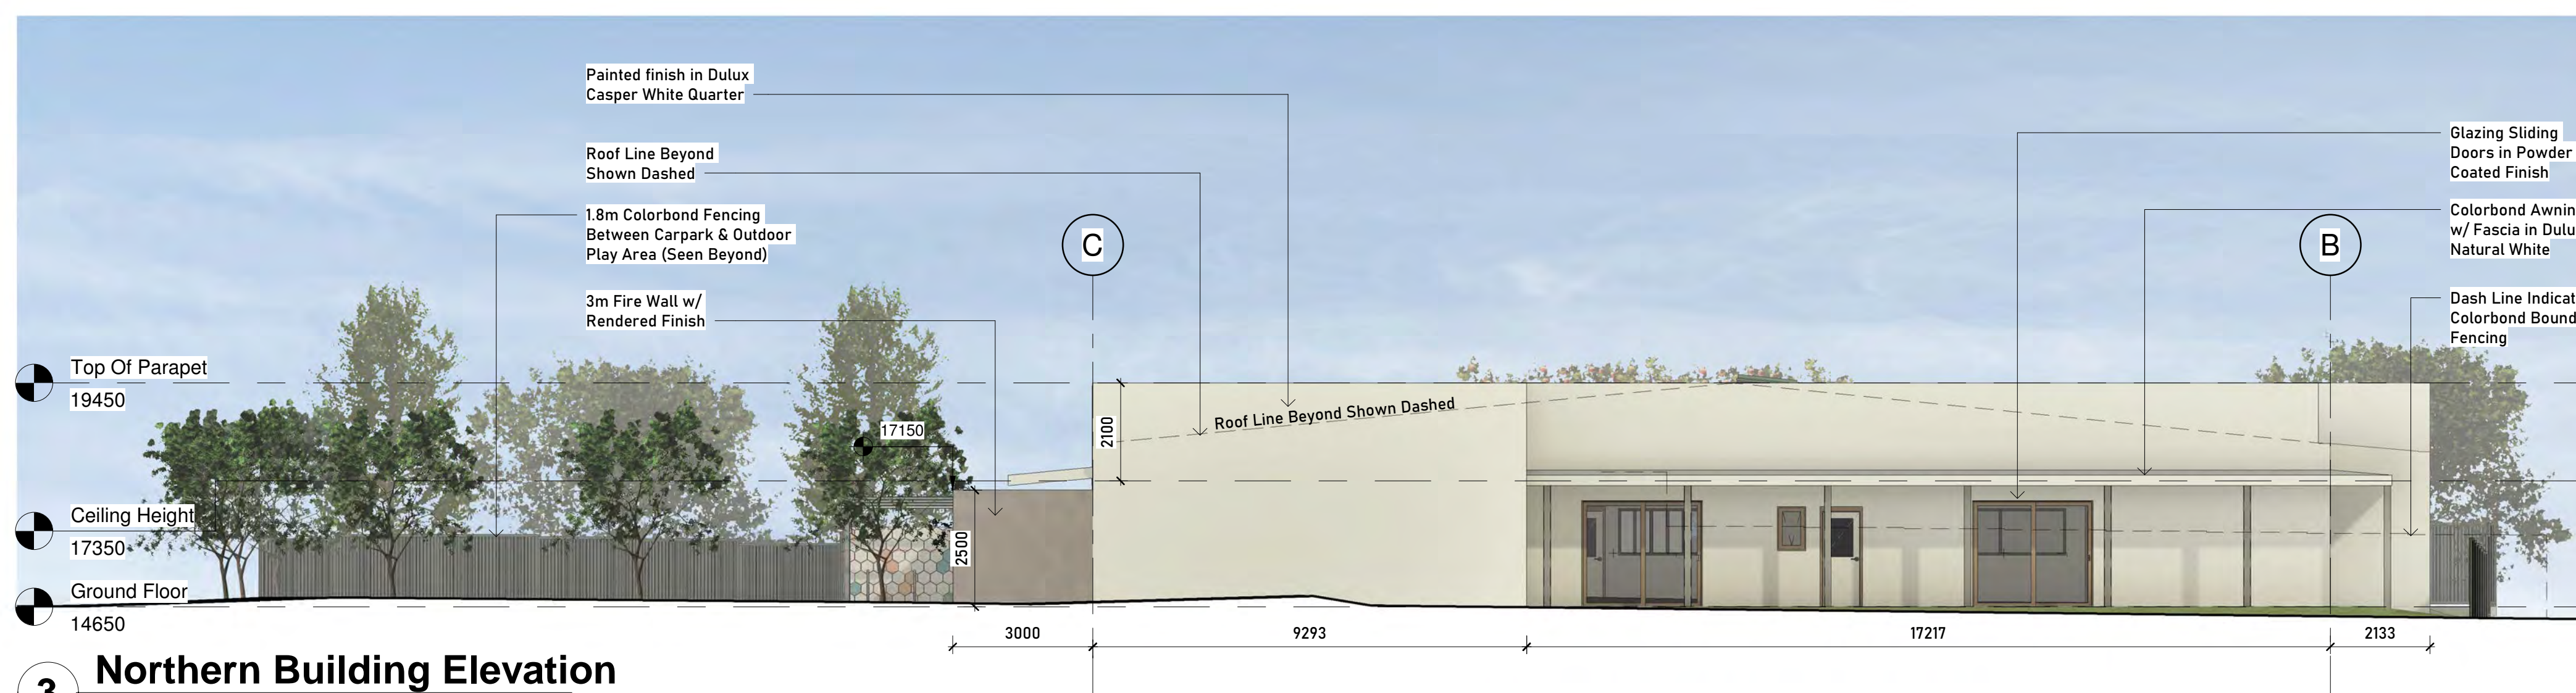 Painted finish in Dulux
Casper White Quarter
Roof Line Beyond
Shown Dashed
1.8m Colorbond Fencing
Between Carpark & Outdoor
Play Area (Seen Beyond)
3m Fire Wall w/
Rendered Finish
C
B
Glazing Sliding
Doors in Powder
Coated Finish
Colorbond Awnin
w/ Fascia in Dulu
Natural White
Dash Line Indicat
Colorbond Bound
Fencing
Top Of Parapet
19450
Ceiling Height
17350
Ground Floor
14650
17150
2100
2500
Roof Line Beyond Shown Dashed
3000
9293
17217
2133
3
Northern Building Elevation